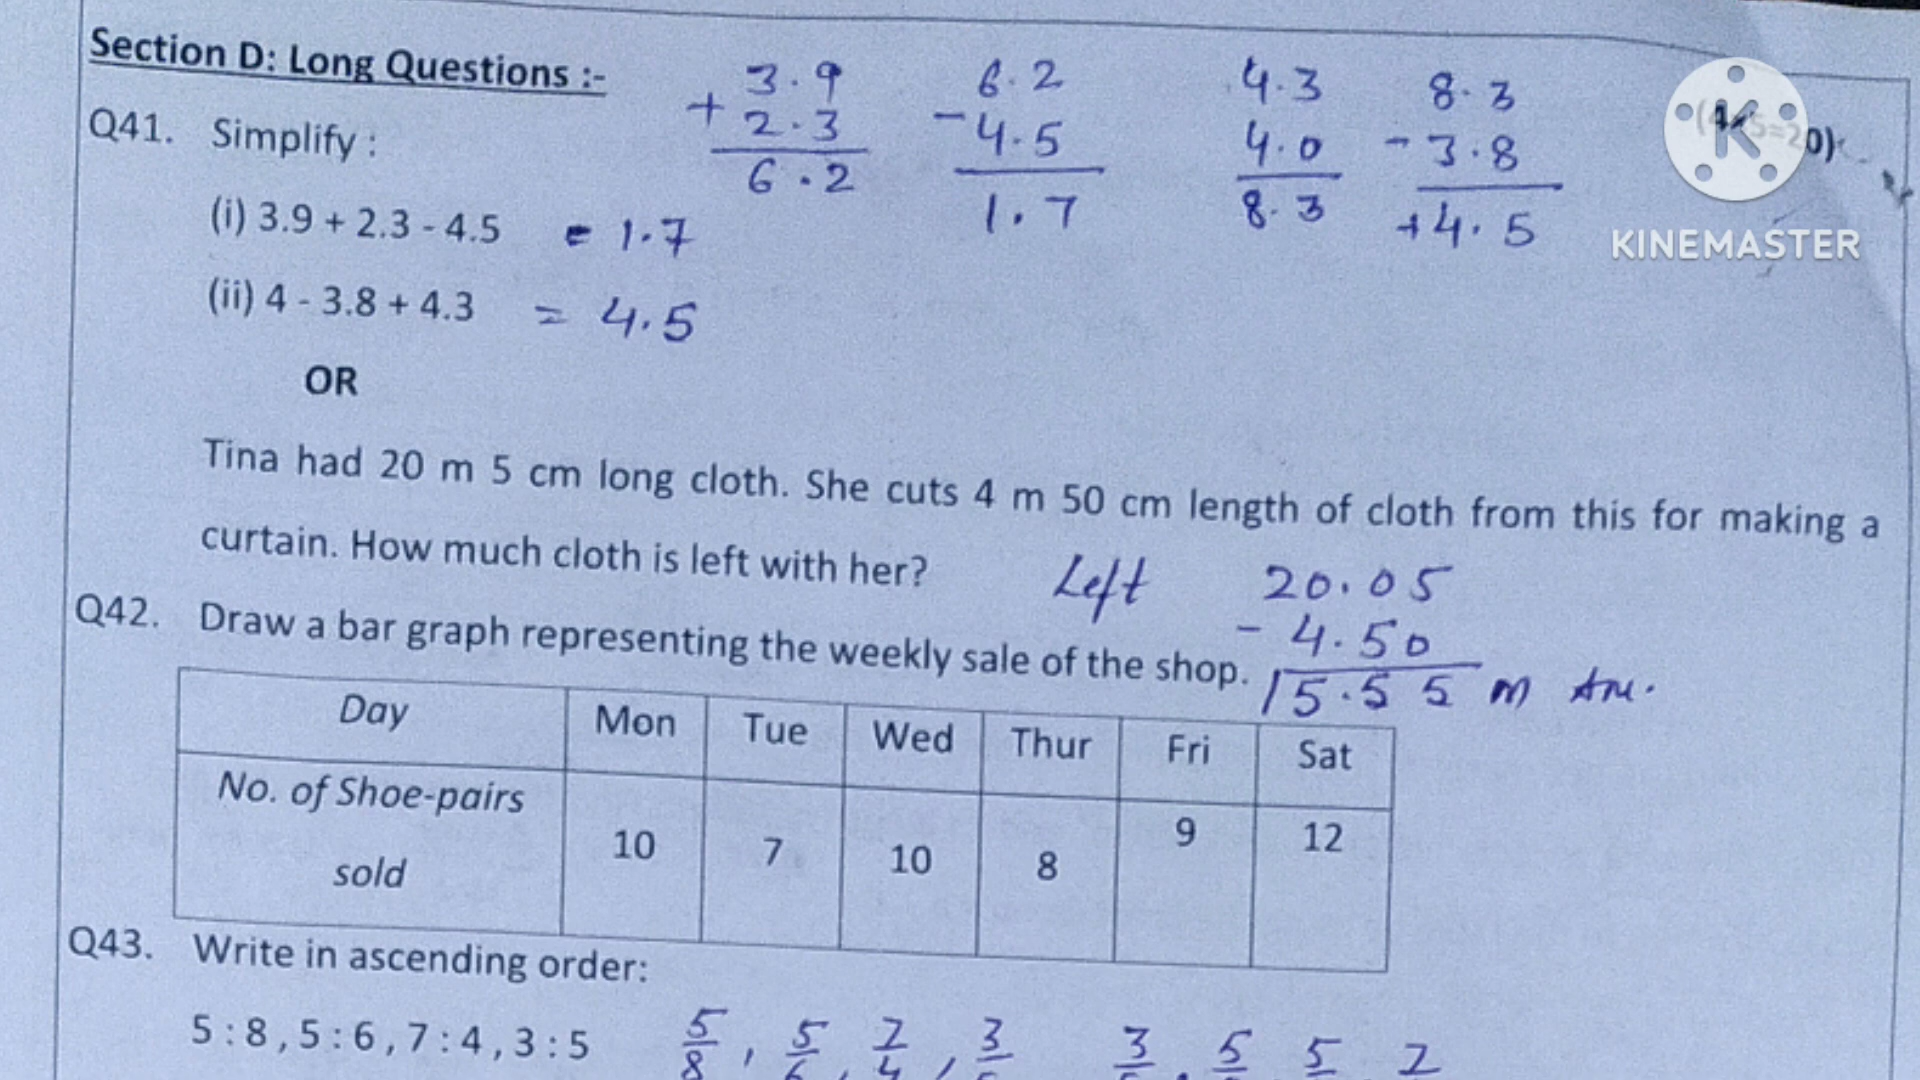 Section D: Long Questions :-
3.9 6.2 4.3 8.3
+ 2.3 - 4.5 4.0 - 3.8
6.2 1.7 8.3 +4.5
KINEMASTER
Q41. Simplify :
(i) 3.9 + 2.3 - 4.5 = 1.7
(ii) 4 - 3.8 + 4.3 = 4.5
OR
Tina had 20 m 5 cm long cloth. She cuts 4 m 50 cm length of cloth from this for making a
curtain. How much cloth is left with her? Left 20.05
- 4.50
15.55 m Ans.
Q42. Draw a bar graph representing the weekly sale of the shop.
Day Mon Tue Wed Thur Fri Sat
No. of Shoe-pairs
sold 10 7 10 8 9 12
Q43. Write in ascending order:
5 : 8 , 5 : 6 , 7 : 4 , 3 : 5 5/8 ,